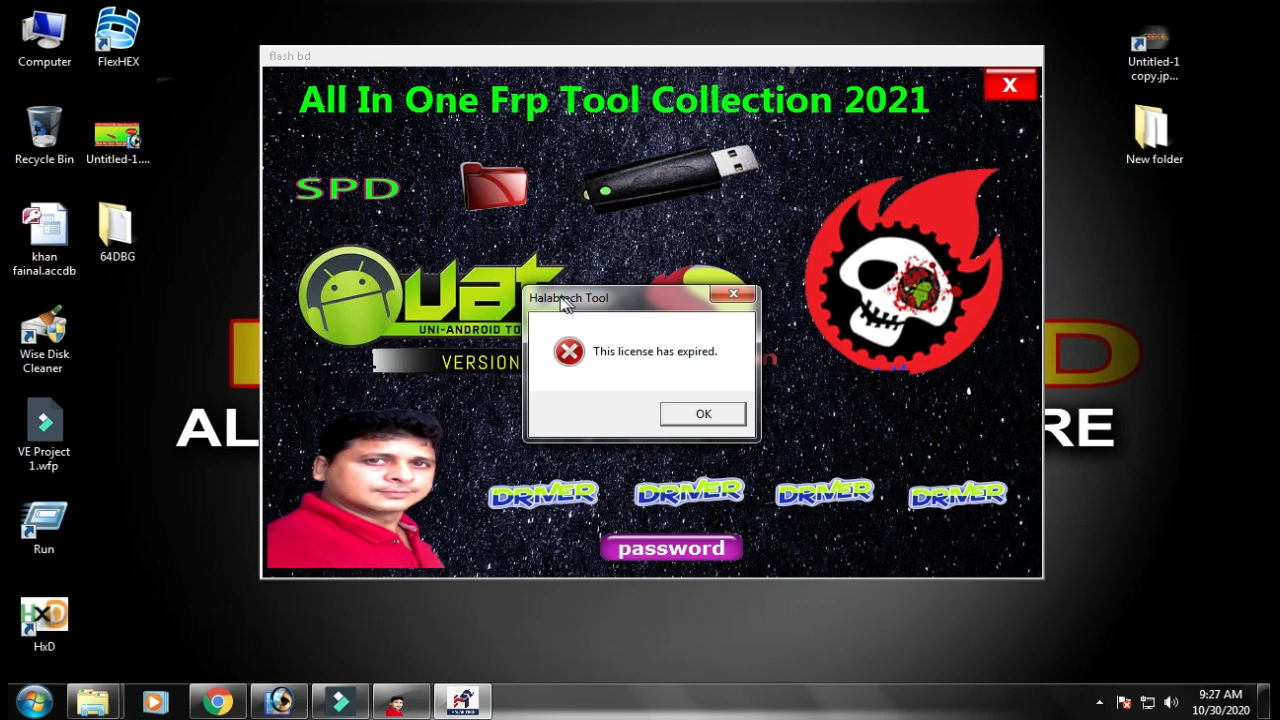 Computer
FlexHEX
Recycle Bin
Untitled-1....
khan
fainal.accdb
64DBG
Wise Disk
Cleaner
VE Project
1.wfp
Run
HxD
Untitled-1
copy.jp...
New folder
flash bd
X
All In One Frp Tool Collection 2021
SPD
UAT
UNI-ANDROID TO
VERSION
Halabtech Tool
This license has expired.
OK
AL
RE
DRIVER
DRIVER
DRIVER
DRIVER
password
9:27 AM
10/30/2020